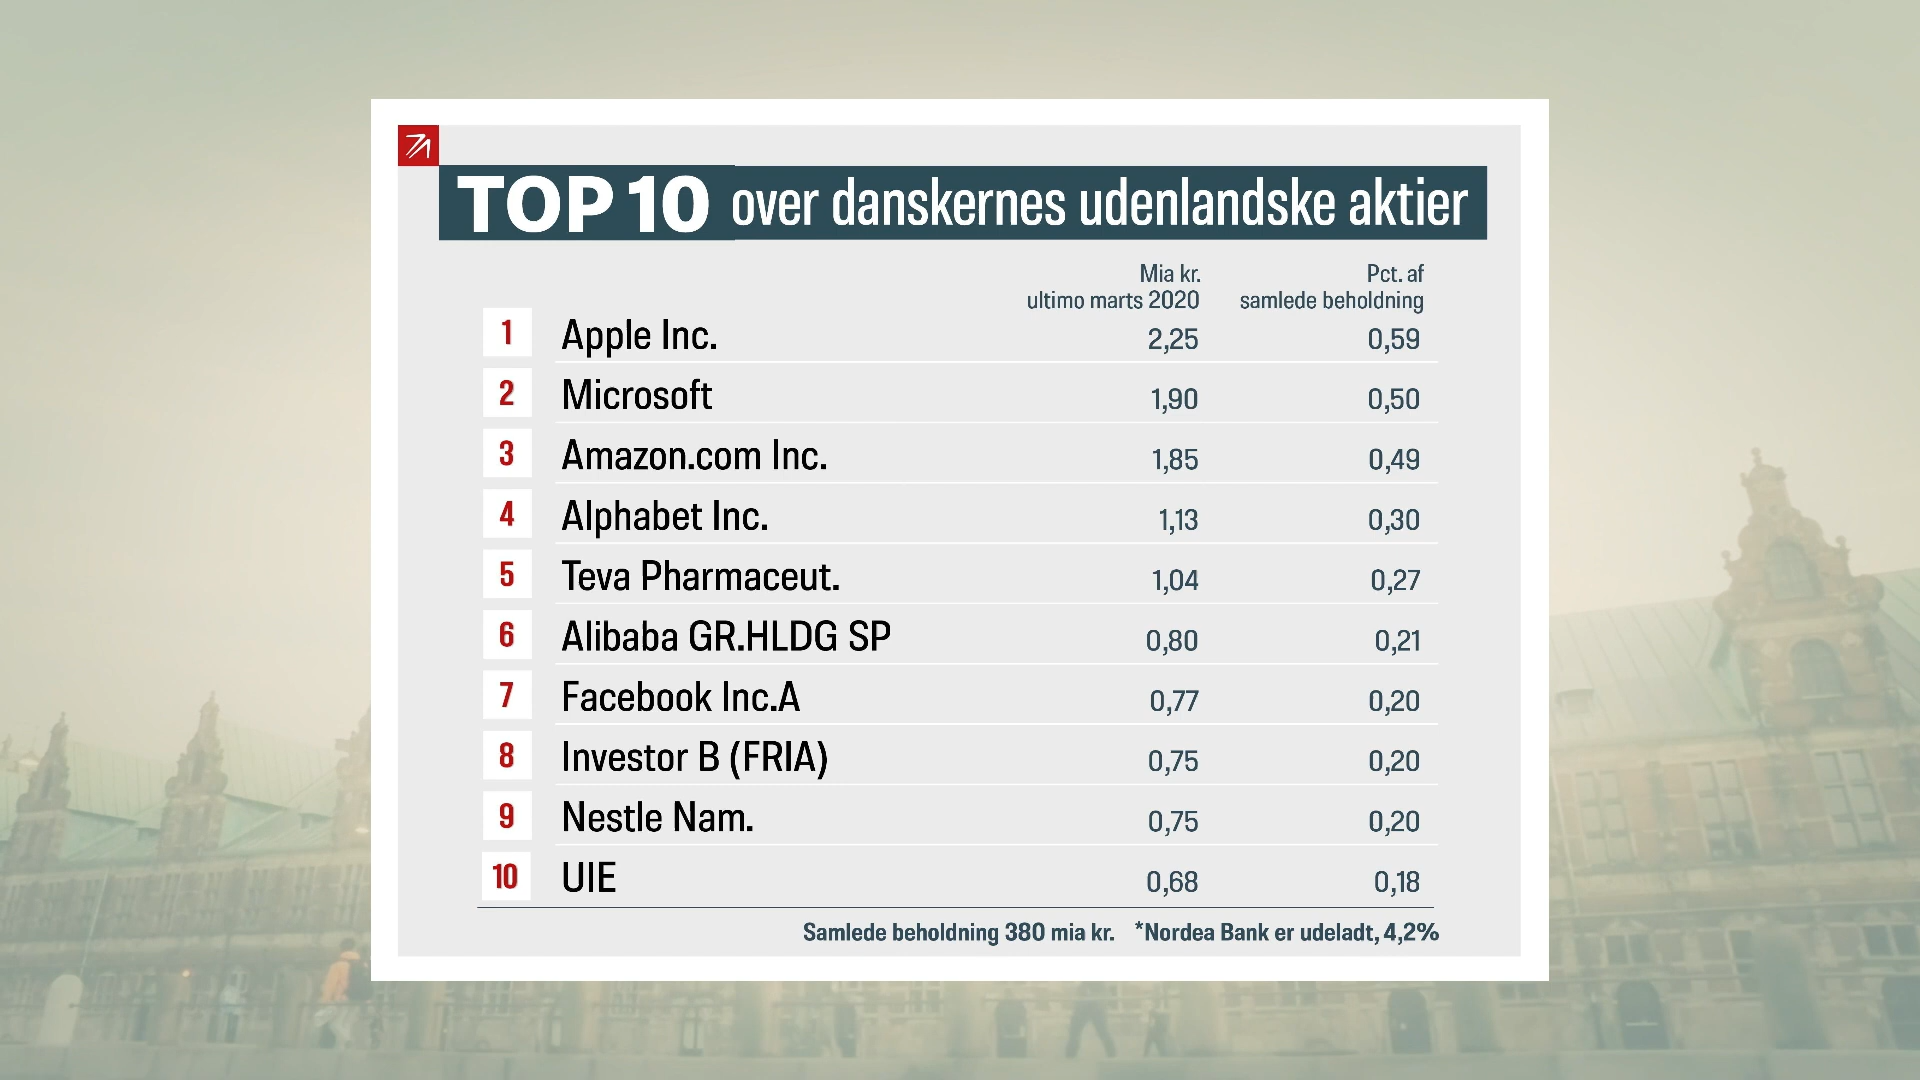 TOP 10 over danskernes udenlandske aktier
Mia kr. ultimo marts 2020
Pct. af samlede beholdning
1 Apple Inc. 2,25 0,59
2 Microsoft 1,90 0,50
3 Amazon.com Inc. 1,85 0,49
4 Alphabet Inc. 1,13 0,30
5 Teva Pharmaceut. 1,04 0,27
6 Alibaba GR.HLDG SP 0,80 0,21
7 Facebook Inc.A 0,77 0,20
8 Investor B (FRIA) 0,75 0,20
9 Nestle Nam. 0,75 0,20
10 UIE 0,68 0,18
Samlede beholdning 380 mia kr. *Nordea Bank er udeladt, 4,2%